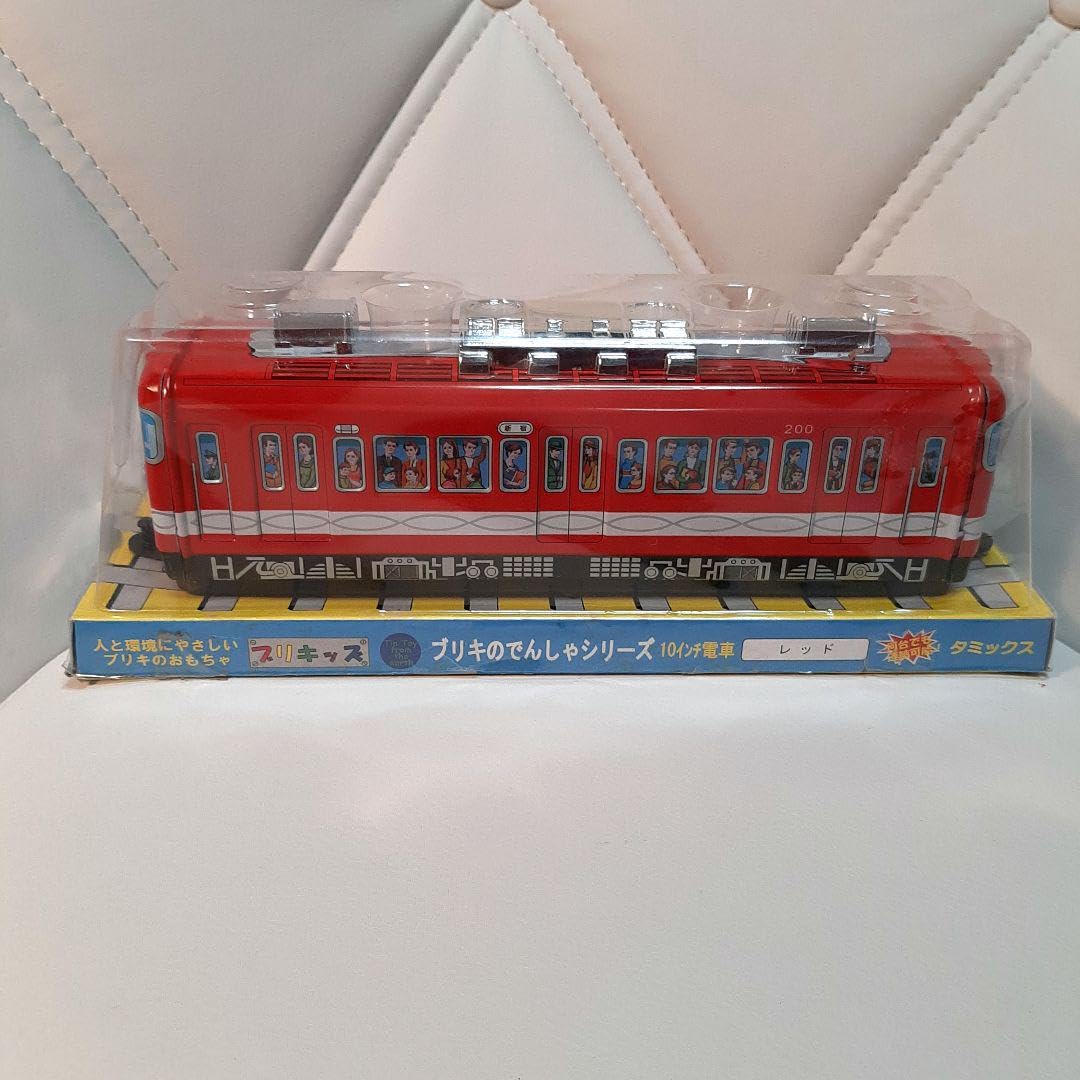 新宿
200
人と環境にやさしい
ブリキのおもちゃ
ブリキッズ
ブリキのでんしゃシリーズ 10インチ電車
レッド
タミックス